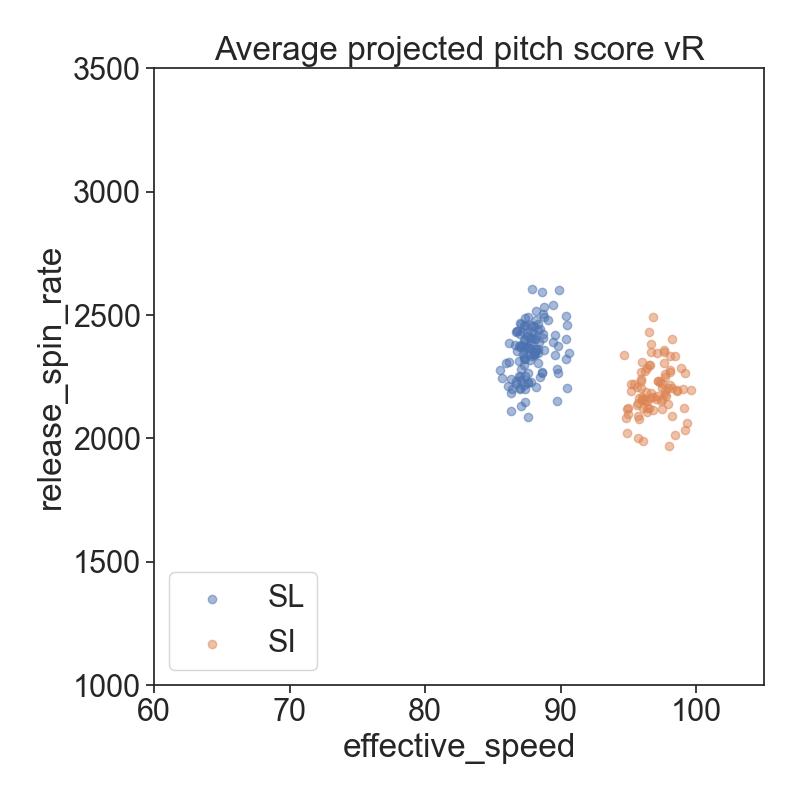 Average projected pitch score vR
3500
3000
2500
2000
1500
1000
release_spin_rate
SL
SI
60 70 80 90 100
effective_speed